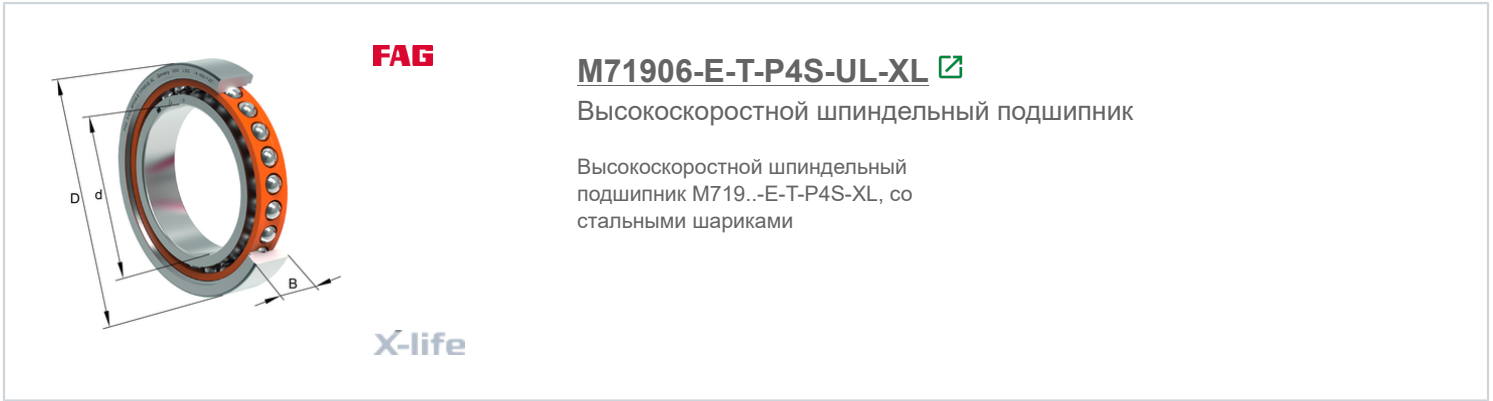 FAG
M71906-E-T-P4S-UL-XL
Высокоскоростной шпиндельный подшипник
Высокоскоростной шпиндельный
подшипник M719..-E-T-P4S-XL, со
стальными шариками
D
d
B
X-life